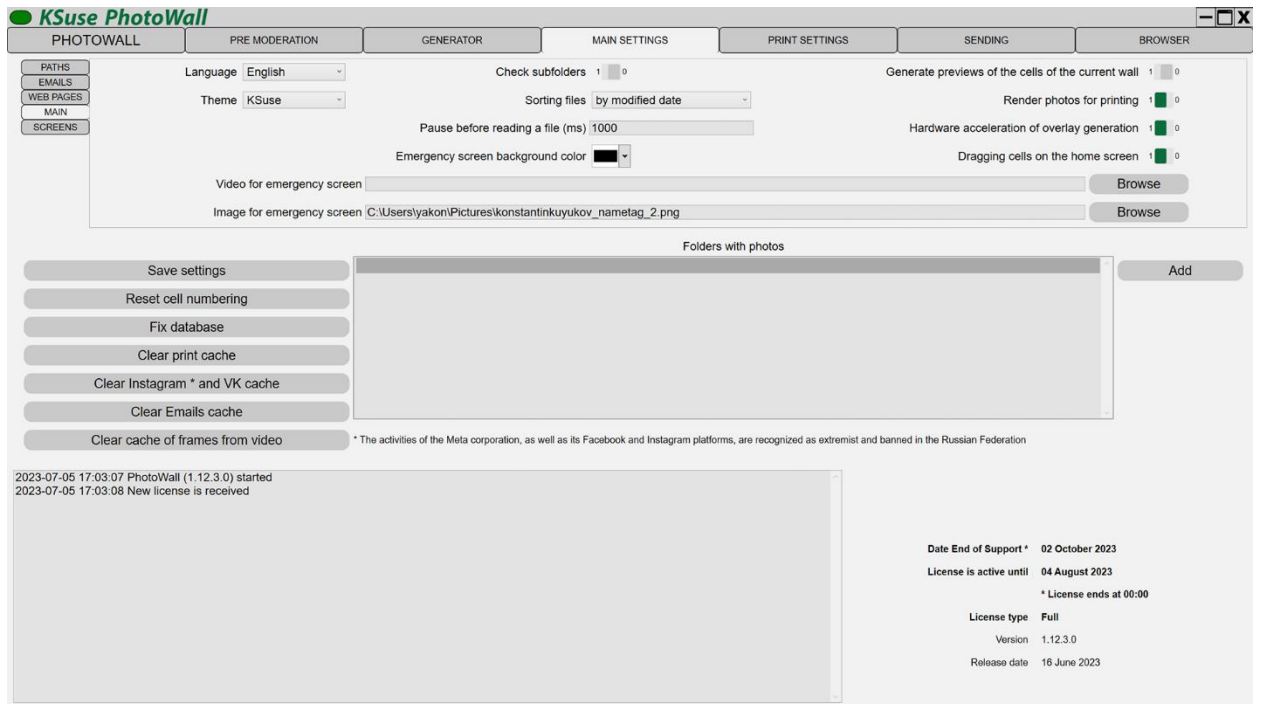 KSuse PhotoWall
PHOTOWALL PRE MODERATION GENERATOR MAIN SETTINGS PRINT SETTINGS SENDING BROWSER
PATHS
EMAILS
WEB PAGES
MAIN
SCREENS
Language English
Theme KSuse
Check subfolders 1 0
Sorting files by modified date
Pause before reading a file (ms) 1000
Emergency screen background color
Generate previews of the cells of the current wall 1 0
Render photos for printing 1 0
Hardware acceleration of overlay generation 1 0
Dragging cells on the home screen 1 0
Video for emergency screen Browse
Image for emergency screen C:\Users\yakon\Pictures\konstantinkuyukov_nametag_2.png Browse
Folders with photos
Save settings
Reset cell numbering
Fix database
Clear print cache
Clear Instagram * and VK cache
Clear Emails cache
Clear cache of frames from video
Add
* The activities of the Meta corporation, as well as its Facebook and Instagram platforms, are recognized as extremist and banned in the Russian Federation
2023-07-05 17:03:07 PhotoWall (1.12.3.0) started
2023-07-05 17:03:08 New license is received
Date End of Support * 02 October 2023
License is active until 04 August 2023
* License ends at 00:00
License type Full
Version 1.12.3.0
Release date 16 June 2023